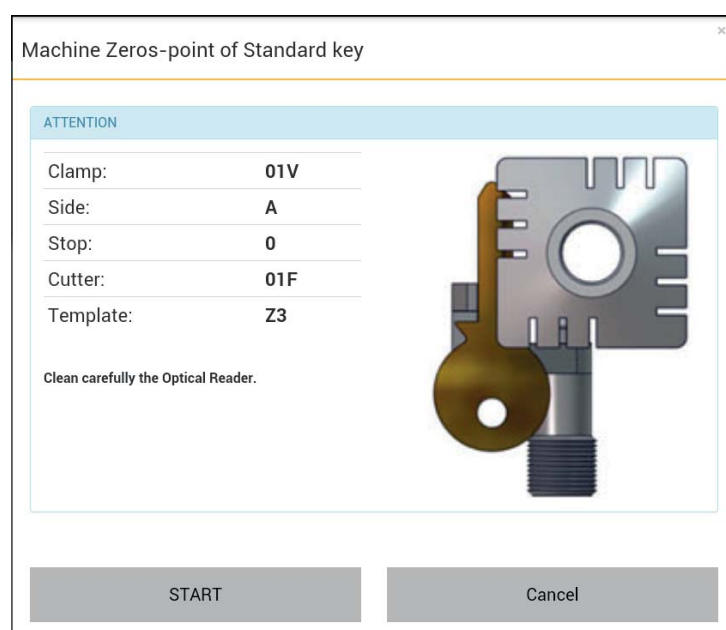 ×
Machine Zeros-point of Standard key
ATTENTION
Clamp: 01V
Side: A
Stop: 0
Cutter: 01F
Template: Z3
Clean carefully the Optical Reader.
START Cancel